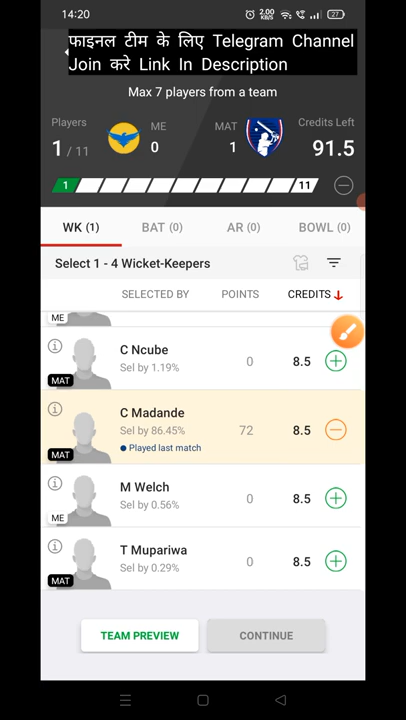 14:20
2.00 KB/S
27
फाइनल टीम के लिए Telegram Channel
Join करे Link In Description
Max 7 players from a team
Players
ME
MAT
Credits Left
1 / 11
0
1
91.5
1
11
WK (1)
BAT (0)
AR (0)
BOWL (0)
Select 1 - 4 Wicket-Keepers
SELECTED BY
POINTS
CREDITS
ME
C Ncube
Sel by 1.19%
0
8.5
MAT
C Madande
Sel by 86.45%
72
8.5
Played last match
MAT
M Welch
Sel by 0.56%
0
8.5
ME
T Mupariwa
Sel by 0.29%
0
8.5
MAT
TEAM PREVIEW
CONTINUE